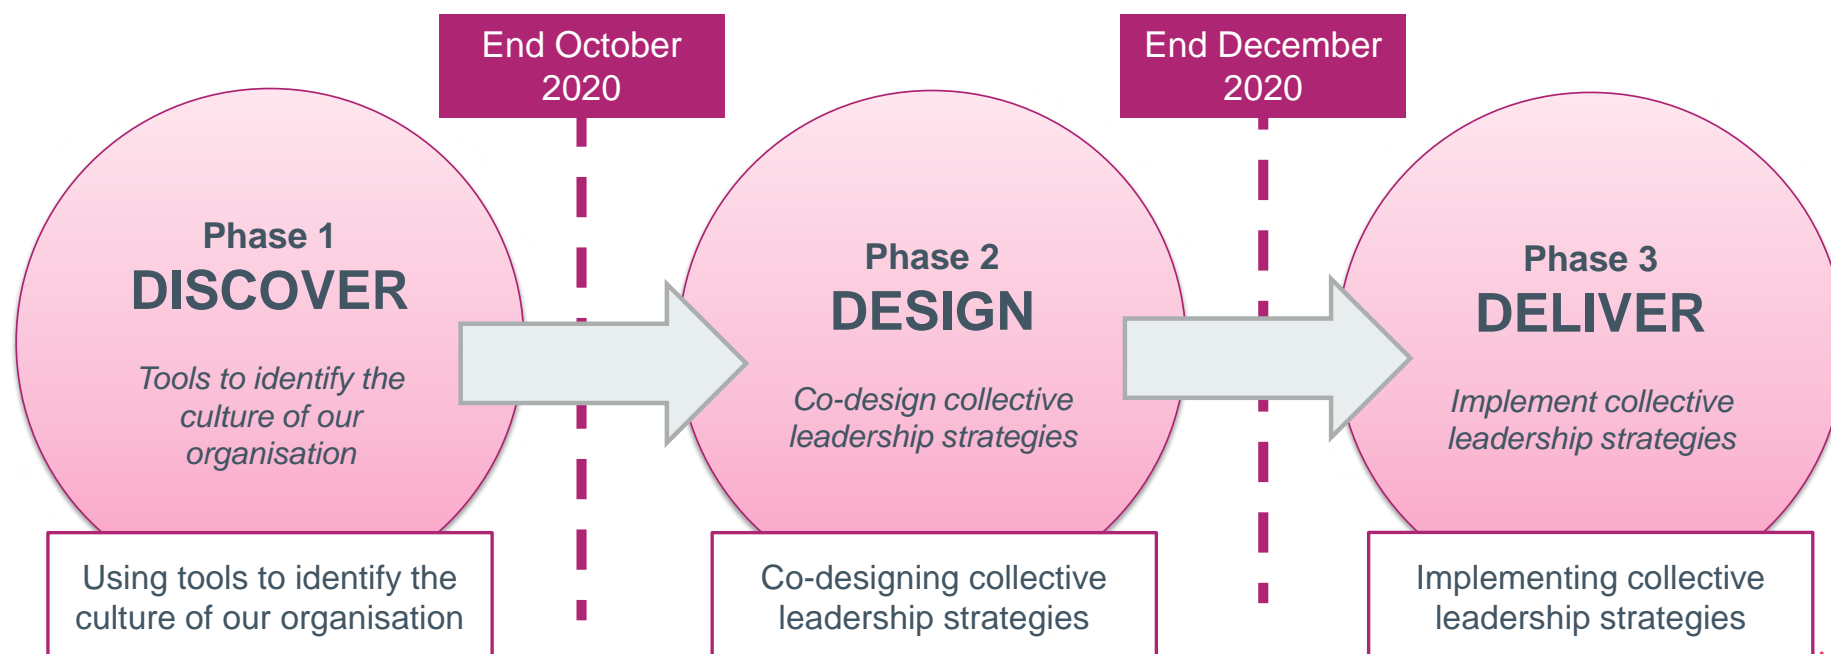 End October
2020
End December
2020
Phase 1
DISCOVER
Tools to identify the
culture of our
organisation
Using tools to identify the
culture of our organisation
Phase 2
DESIGN
Co-design collective
leadership strategies
Co-designing collective
leadership strategies
Phase 3
DELIVER
Implement collective
leadership strategies
Implementing collective
leadership strategies